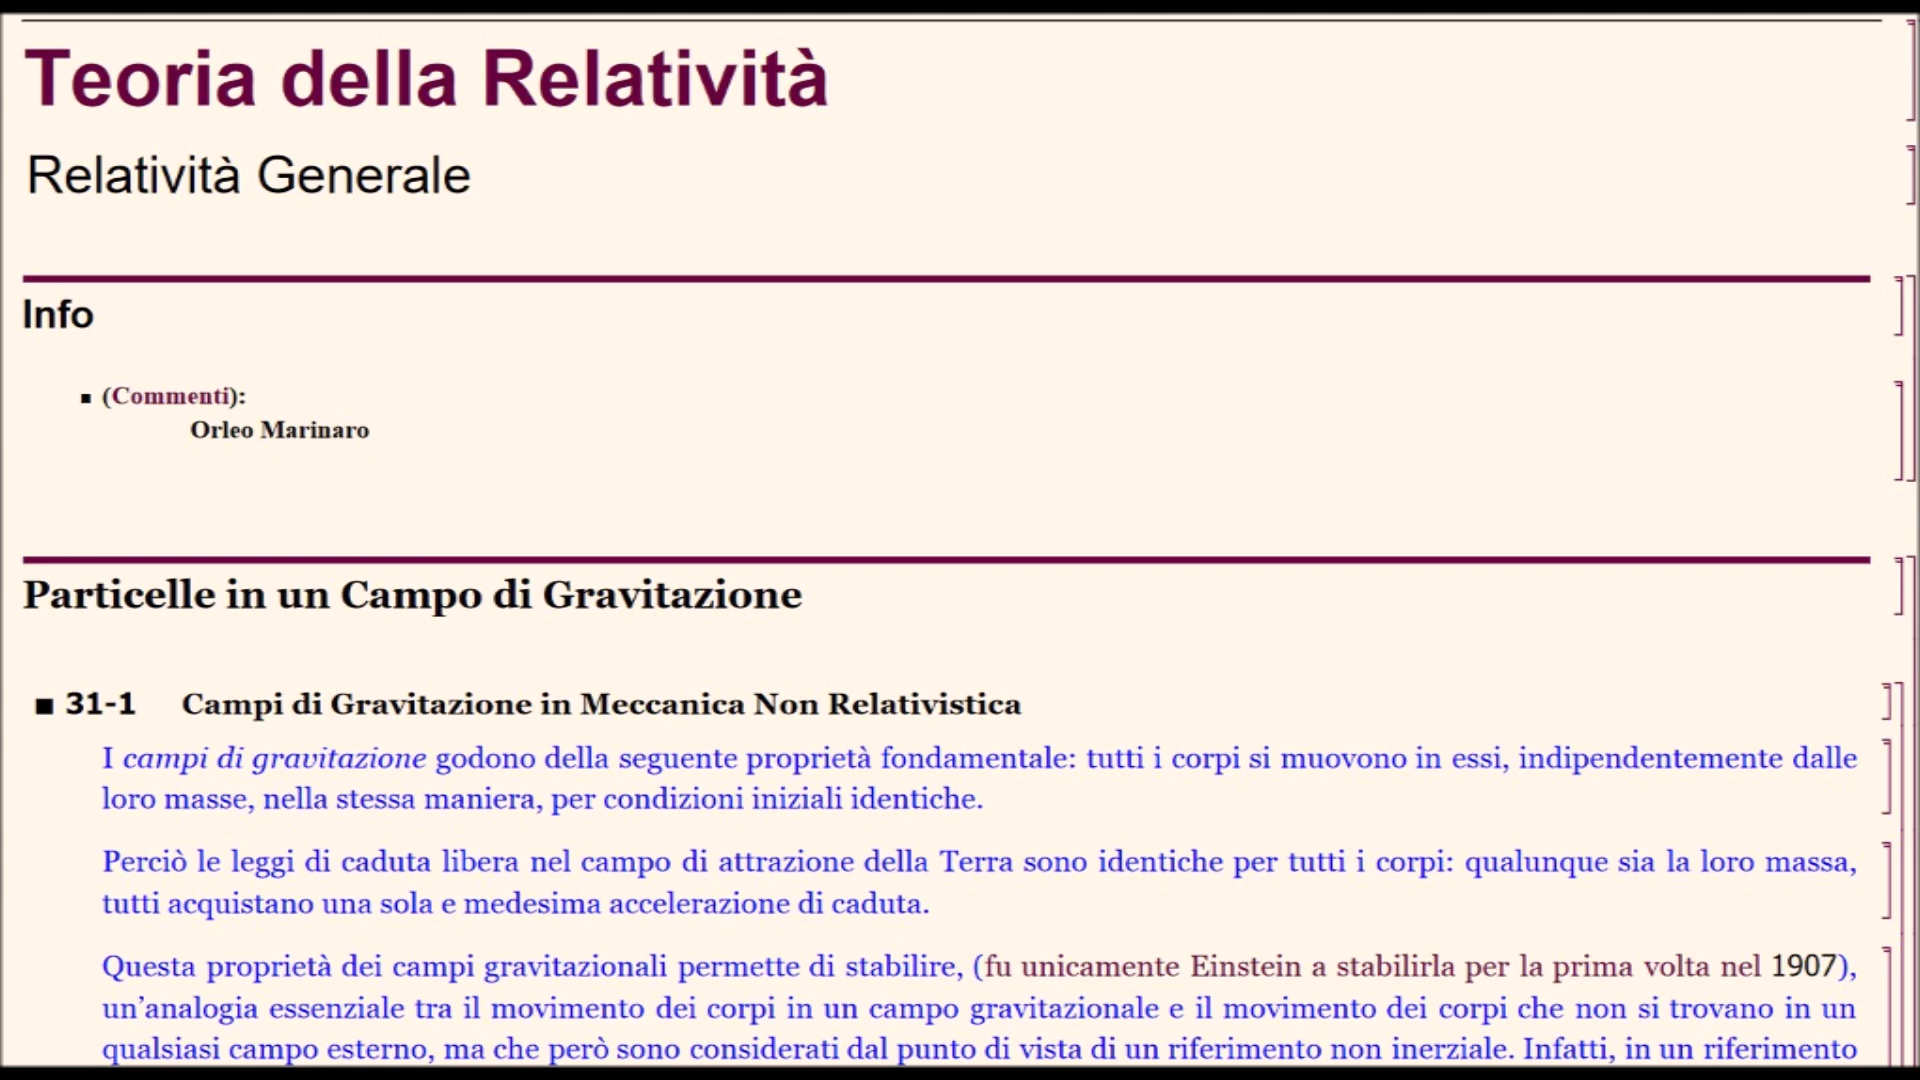 Teoria della Relatività
Relatività Generale
Info
▪ (Commenti):
Orleo Marinaro
Particelle in un Campo di Gravitazione
■ 31-1 Campi di Gravitazione in Meccanica Non Relativistica
I campi di gravitazione godono della seguente proprietà fondamentale: tutti i corpi si muovono in essi, indipendentemente dalle
loro masse, nella stessa maniera, per condizioni iniziali identiche.
Perciò le leggi di caduta libera nel campo di attrazione della Terra sono identiche per tutti i corpi: qualunque sia la loro massa,
tutti acquistano una sola e medesima accelerazione di caduta.
Questa proprietà dei campi gravitazionali permette di stabilire, (fu unicamente Einstein a stabilirla per la prima volta nel 1907),
un’analogia essenziale tra il movimento dei corpi in un campo gravitazionale e il movimento dei corpi che non si trovano in un
qualsiasi campo esterno, ma che però sono considerati dal punto di vista di un riferimento non inerziale. Infatti, in un riferimento